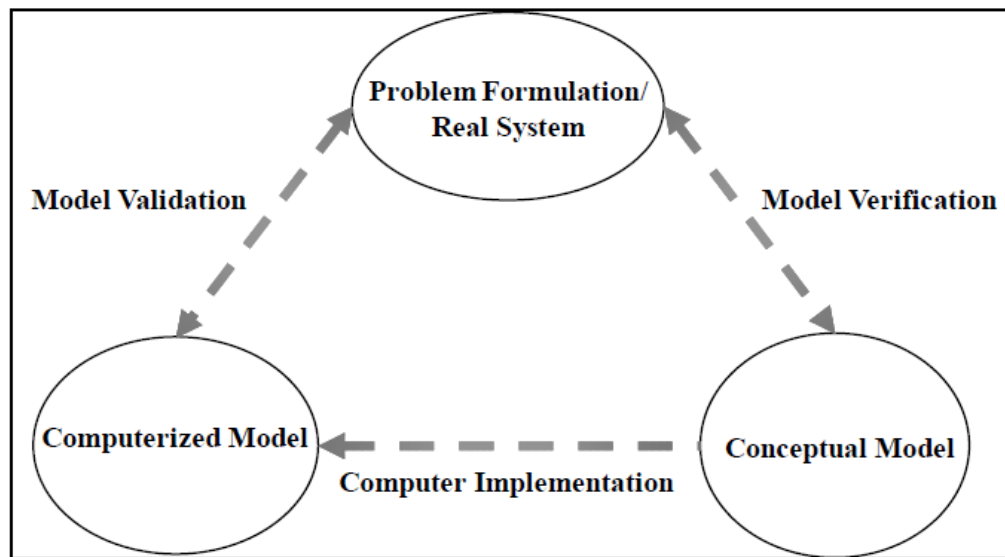 Problem Formulation/
Real System
Model Validation
Model Verification
Computerized Model
Conceptual Model
Computer Implementation